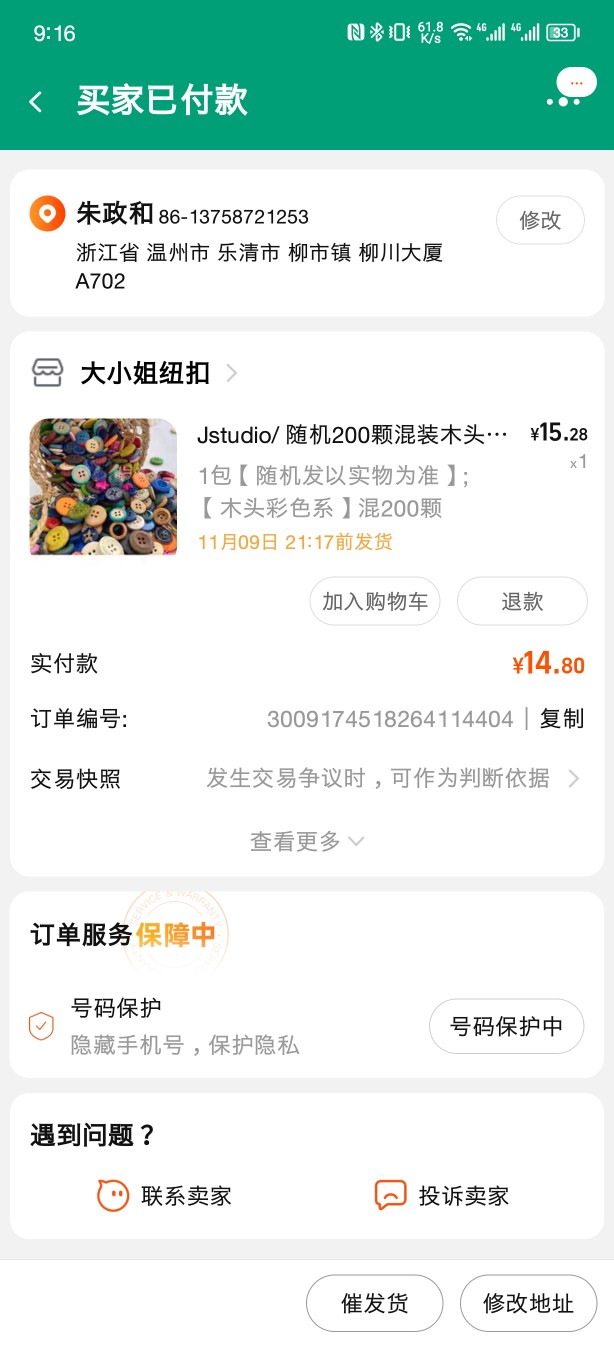 9:16
61.8
K/s
4G
4G
33
买家已付款
朱政和 86-13758721253
修改
浙江省 温州市 乐清市 柳市镇 柳川大厦
A702
大小姐纽扣
Jstudio/ 随机200颗混装木头… ¥15.28
x1
1包【 随机发以实物为准 】；
【 木头彩色系 】混200颗
11月09日 21:17前发货
加入购物车 退款
实付款 ¥14.80
订单编号: 3009174518264114404 | 复制
交易快照 发生交易争议时，可作为判断依据
查看更多
SERVICE & WARRANTY
订单服务保障中
号码保护
隐藏手机号，保护隐私
号码保护中
遇到问题？
联系卖家 投诉卖家
催发货 修改地址